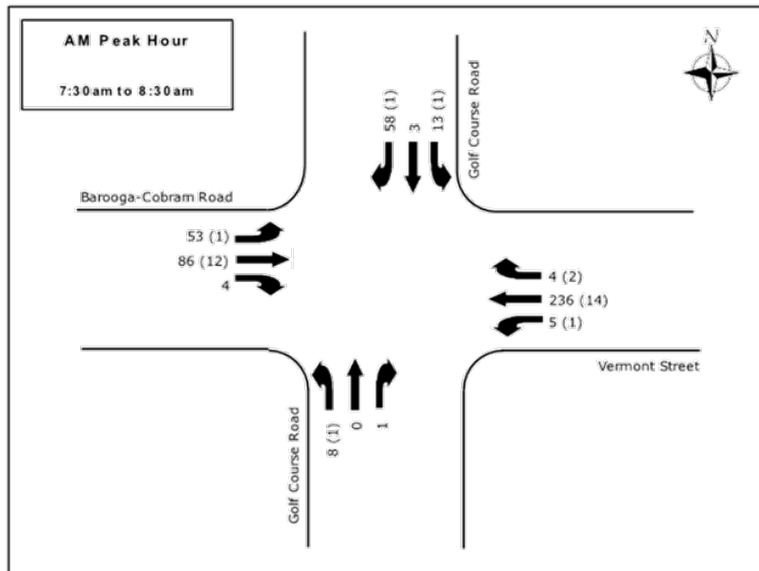 AM Peak Hour
7:30am to 8:30am
N
58 (1)
3
13 (1)
Golf Course Road
Barooga-Cobram Road
53 (1)
86 (12)
4
4 (2)
236 (14)
5 (1)
Vermont Street
Golf Course Road
8 (1)
0
1